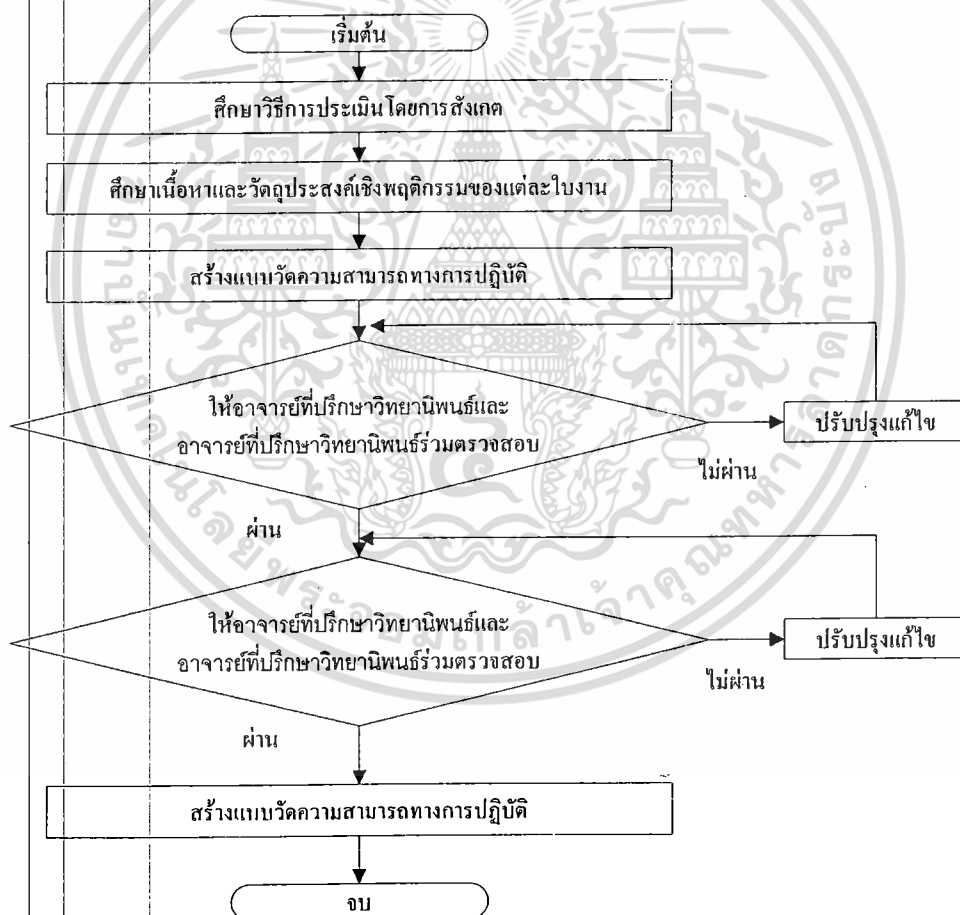 เริ่มต้น
ศึกษาวิธีการประเมินโดยการสังเกต
ศึกษาเนื้อหาและวัตถุประสงค์เชิงพฤติกรรมของแต่ละใบงาน
สร้างแบบวัดความสามารถทางการปฏิบัติ
ให้อาจารย์ที่ปรึกษาวิทยานิพนธ์และ
อาจารย์ที่ปรึกษาวิทยานิพนธ์ร่วมตรวจสอบ
ปรับปรุงแก้ไข
ไม่ผ่าน
ผ่าน
ให้อาจารย์ที่ปรึกษาวิทยานิพนธ์และ
อาจารย์ที่ปรึกษาวิทยานิพนธ์ร่วมตรวจสอบ
ปรับปรุงแก้ไข
ไม่ผ่าน
ผ่าน
สร้างแบบวัดความสามารถทางการปฏิบัติ
จบ